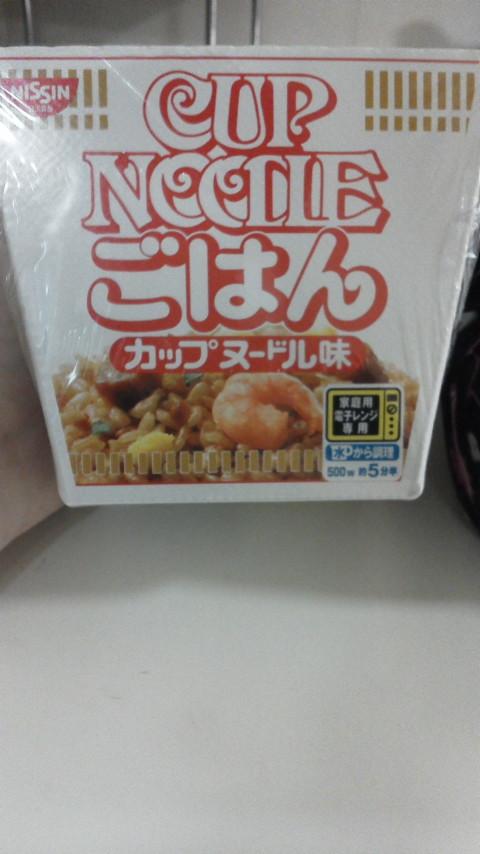 NISSIN
CUP
NOODLE
ごはん
カップヌードル味
家庭用
電子レンジ
専用
水から調理
500W 約5分半